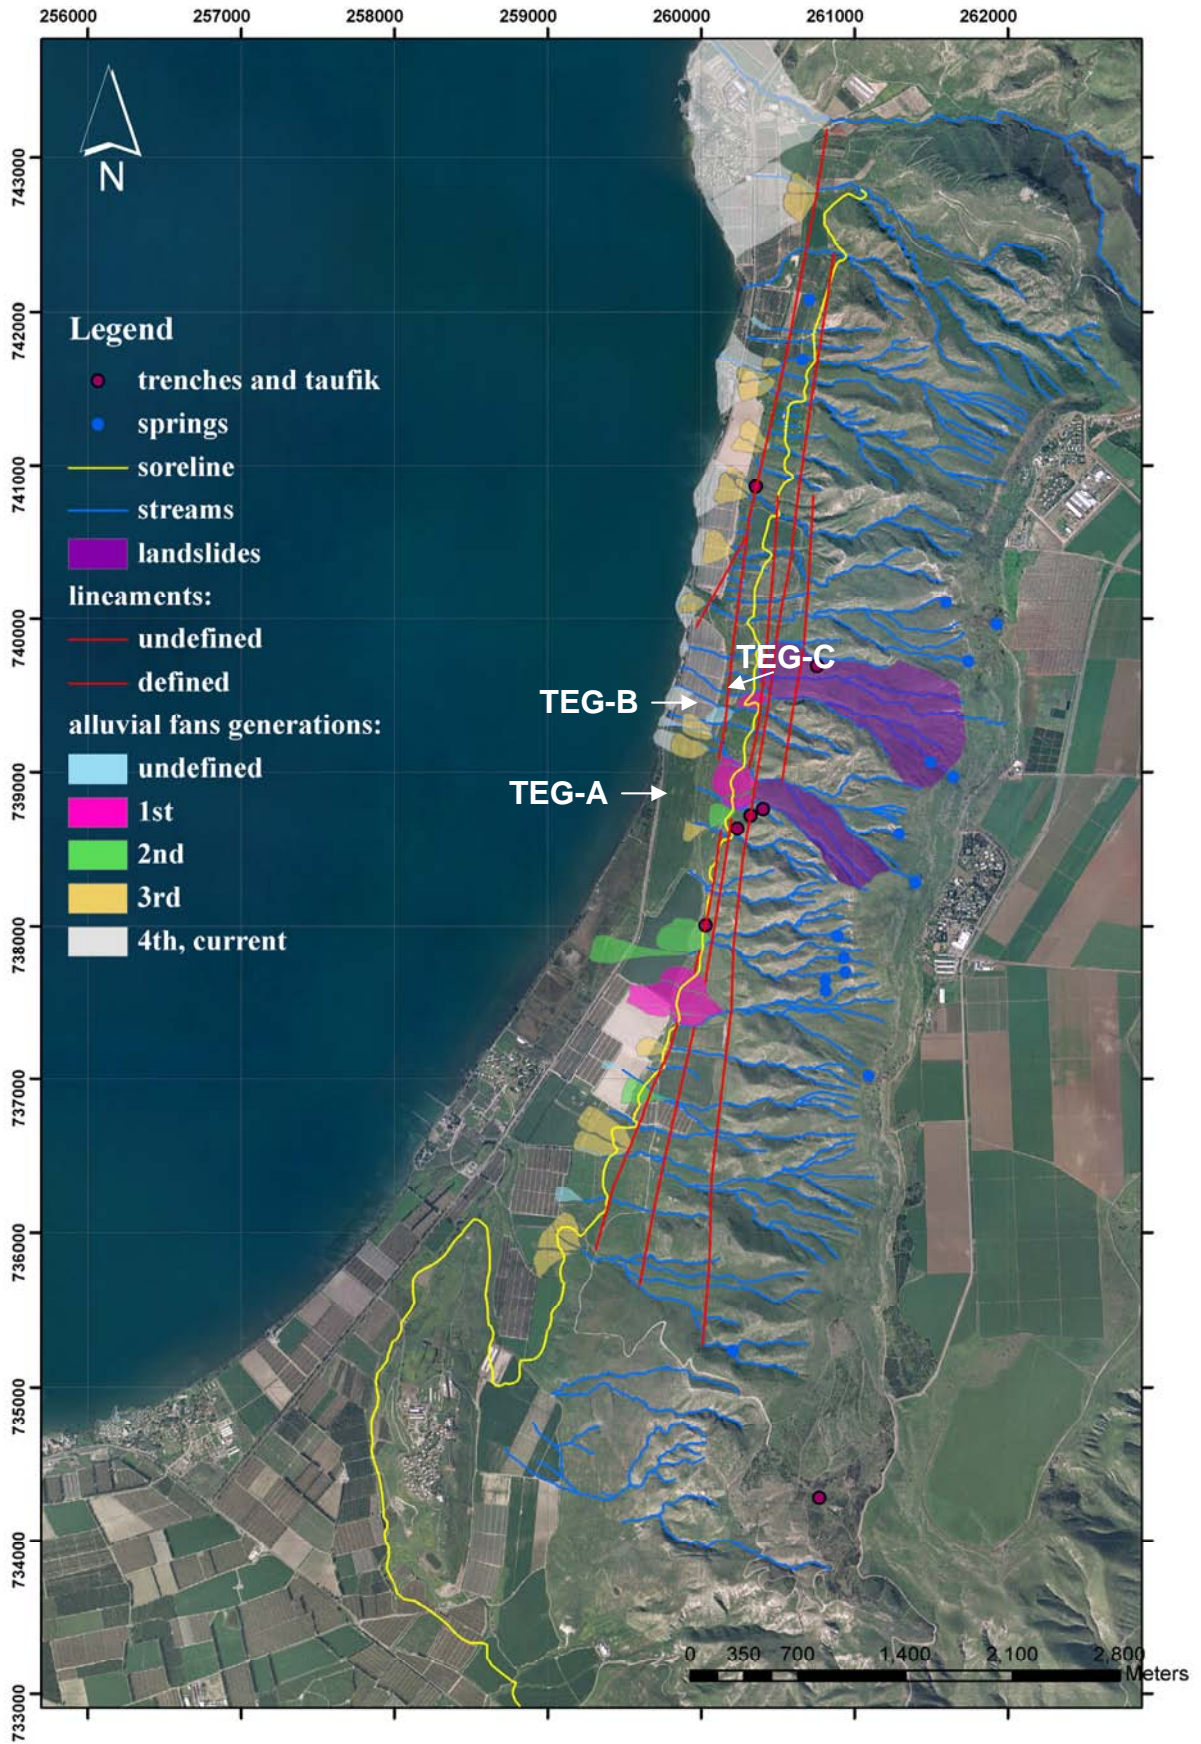 256000 257000 258000 259000 260000 261000 262000
N
743000
742000
741000
740000
739000
738000
737000
736000
735000
734000
733000
Legend
trenches and taufik
springs
soreline
streams
landslides
lineaments:
undefined
defined
alluvial fans generations:
undefined
1st
2nd
3rd
4th, current
TEG-C
TEG-B
TEG-A
0 350 700 1,400 2,100 2,800
Meters